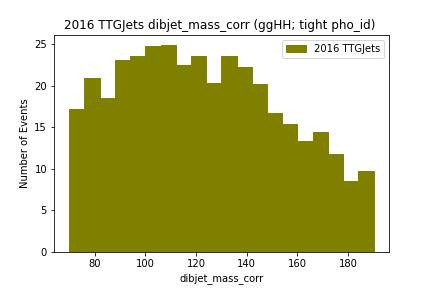 2016 TTGJets dibjet_mass_corr (ggHH; tight pho_id)
2016 TTGJets
Number of Events
25
20
15
10
5
0
80 100 120 140 160 180
dibjet_mass_corr